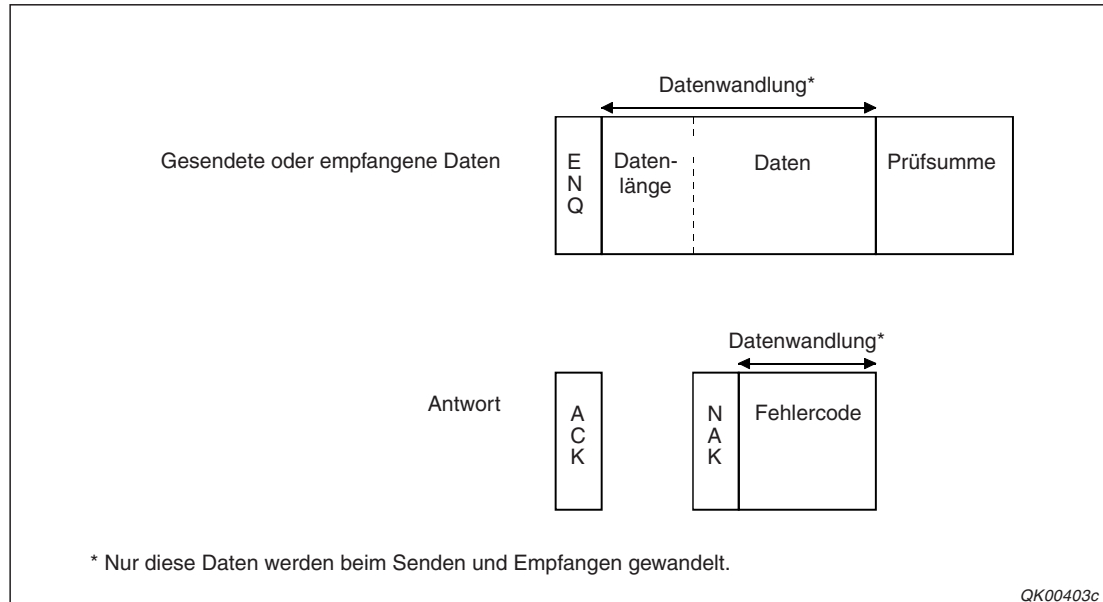 Datenwandlung*
Gesendete oder empfangene Daten
E
N
Q
Daten-
länge
Daten
Prüfsumme
Datenwandlung*
Antwort
A
C
K
N
A
K
Fehlercode
* Nur diese Daten werden beim Senden und Empfangen gewandelt.
QK00403c